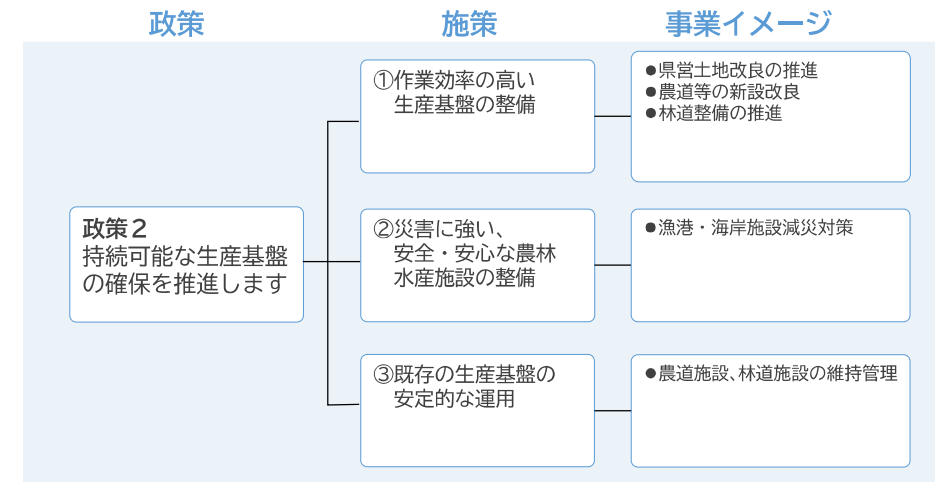 政策
施策
事業イメージ
政策２
持続可能な生産基盤
の確保を推進します
①作業効率の高い
生産基盤の整備
●県営土地改良の推進
●農道等の新設改良
●林道整備の推進
②災害に強い、
安全・安心な農林
水産施設の整備
●漁港・海岸施設減災対策
③既存の生産基盤の
安定的な運用
●農道施設、林道施設の維持管理